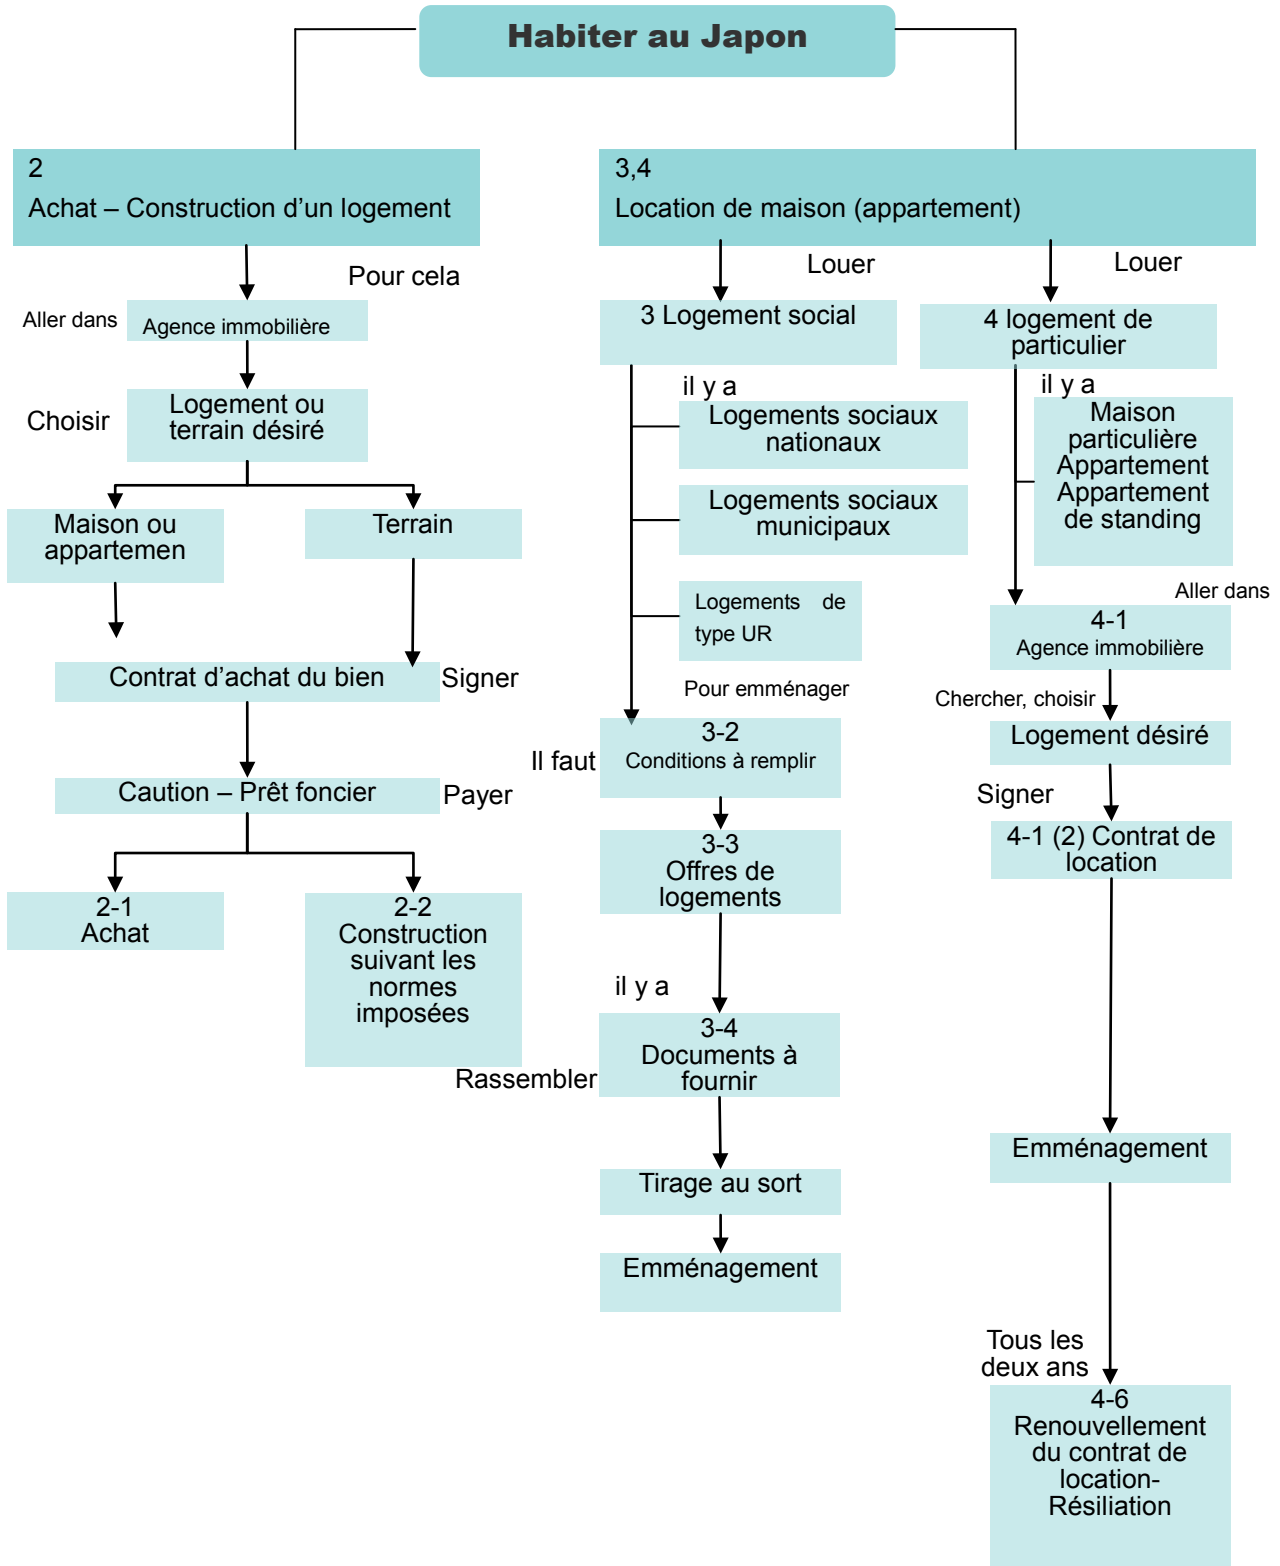 Habiter au Japon
2
Achat – Construction d’un logement
Pour cela
Aller dans
Agence immobilière
Choisir
Logement ou
terrain désiré
Maison ou
appartemen
Terrain
Contrat d’achat du bien
Signer
Caution – Prêt foncier
Payer
2-1
Achat
2-2
Construction
suivant les
normes
imposées
3,4
Location de maison (appartement)
Louer
3 Logement social
il y a
Logements sociaux
nationaux
Logements sociaux
municipaux
Logements de
type UR
Pour emménager
Il faut
3-2
Conditions à remplir
3-3
Offres de
logements
il y a
3-4
Documents à
fournir
Rassembler
Tirage au sort
Emménagement
Louer
4 logement de
particulier
il y a
Maison
particulière
Appartement
Appartement
de standing
Aller dans
4-1
Agence immobilière
Chercher, choisir
Logement désiré
Signer
4-1 (2) Contrat de
location
Emménagement
Tous les
deux ans
4-6
Renouvellement
du contrat de
location-
Résiliation